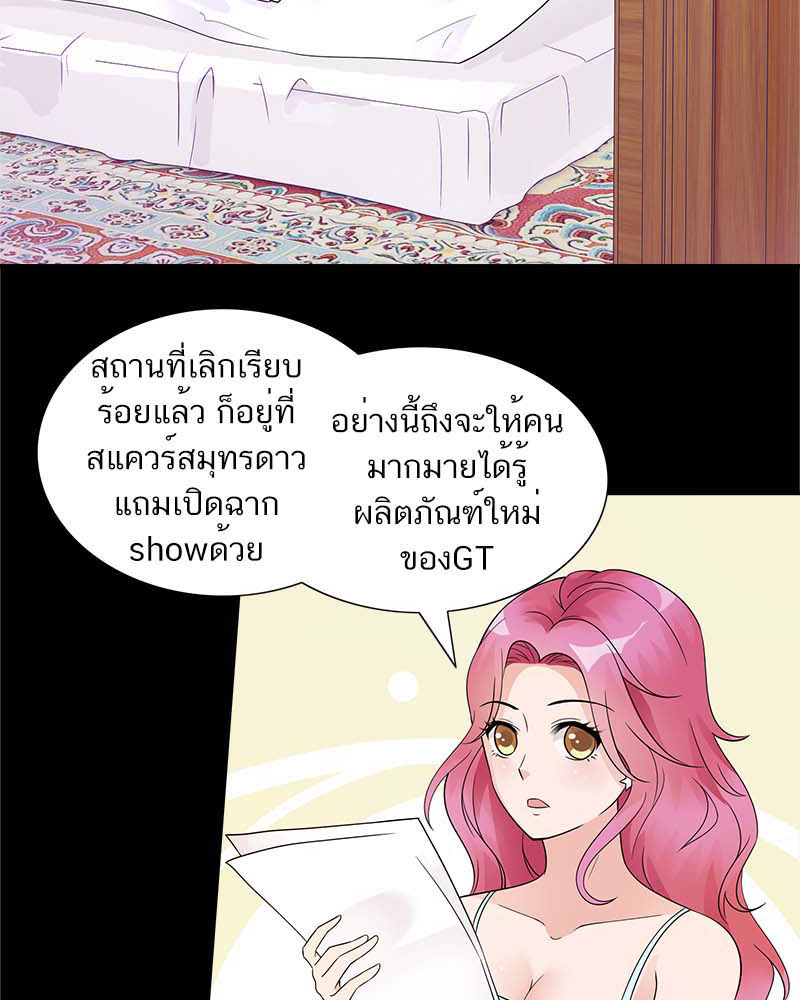 สถานที่เลิกเรียบ
ร้อยแล้ว ก็อยู่ที่
สแควร์สมุทรดาว
แถมเปิดฉาก
showด้วย
อย่างนี้ถึงจะให้คน
มากมายได้รู้
ผลิตภัณฑ์ใหม่
ของGT